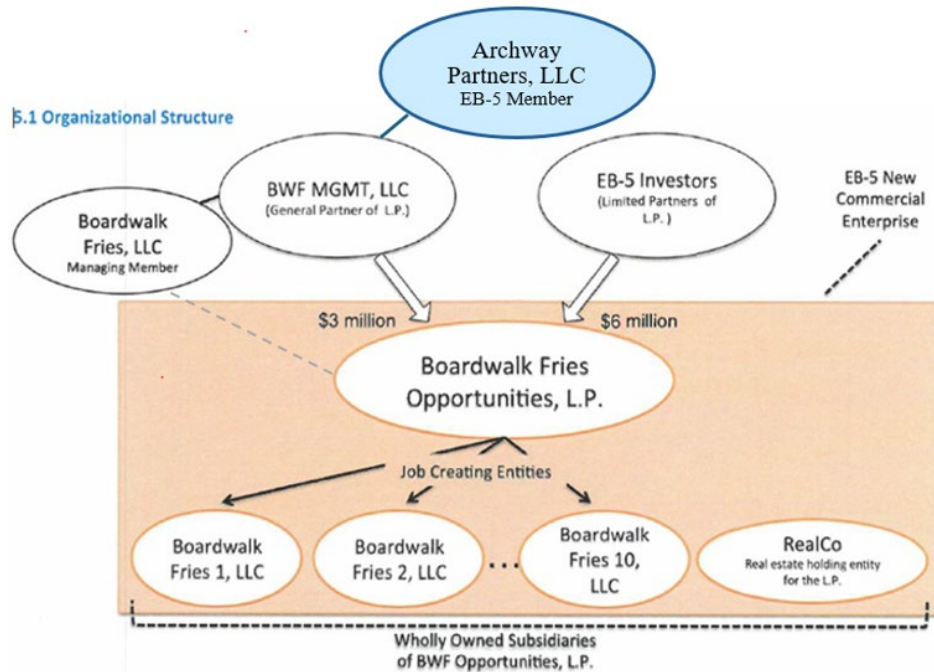 Archway
Partners, LLC
EB-5 Member
5.1 Organizational Structure
BWF MGMT, LLC
(General Partner of L.P.)
EB-5 Investors
(Limited Partners of
L.P. )
EB-5 New
Commercial
Enterprise
Boardwalk
Fries, LLC
Managing Member
$3 million
$6 million
Boardwalk Fries
Opportunities, L.P.
Job Creating Entities
Boardwalk
Fries 1, LLC
Boardwalk
Fries 2, LLC
...
Boardwalk
Fries 10,
LLC
RealCo
Real estate holding entity
for the L.P.
Wholly Owned Subsidiaries
of BWF Opportunities, L.P.